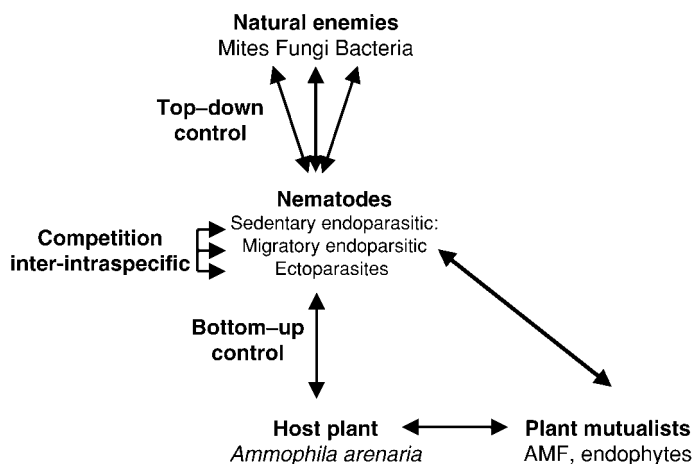 Natural enemies
Mites Fungi Bacteria
Top–down
control
Nematodes
Sedentary endoparasitic:
Migratory endoparsitic
Ectoparasites
Competition
inter-intraspecific
Bottom–up
control
Host plant
Ammophila arenaria
Plant mutualists
AMF, endophytes